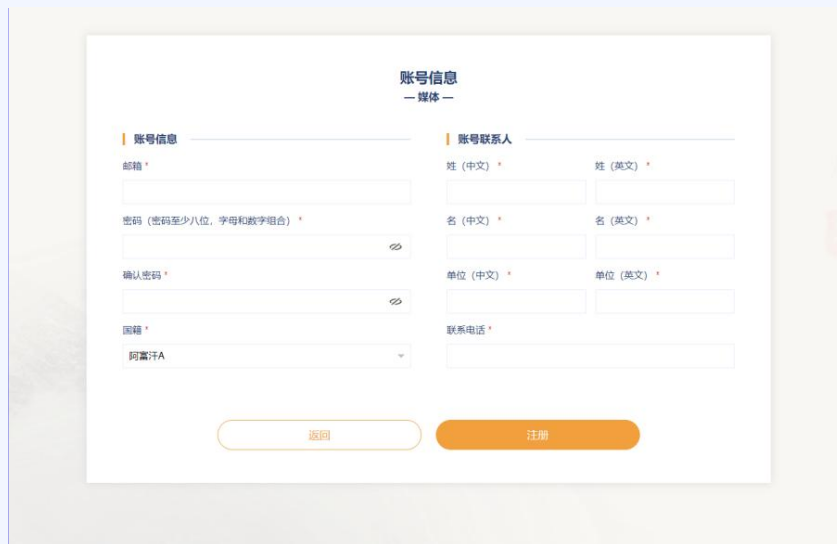 账号信息
— 媒体 —
账号信息
邮箱 *
密码（密码至少八位，字母和数字组合） *
确认密码 *
国籍 *
阿富汗A
账号联系人
姓（中文） * 姓（英文） *
名（中文） * 名（英文） *
单位（中文） * 单位（英文） *
联系电话 *
返回 注册